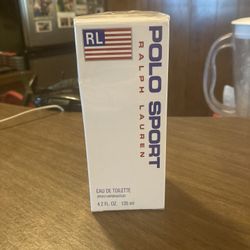 RL
POLO SPORT
RALPH LAUREN
EAU DE TOILETTE
4.2 FL. OZ. 125 ml